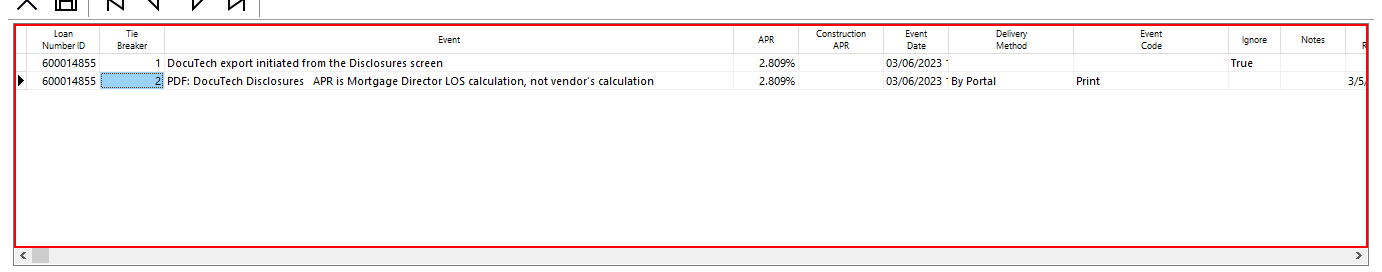 Loan Number ID Tie Breaker Event APR Construction APR Event Date Delivery Method Event Code Ignore Notes
600014855 1 DocuTech export initiated from the Disclosures screen 2.809% 03/06/2023 True
600014855 2 PDF: DocuTech Disclosures APR is Mortgage Director LOS calculation, not vendor's calculation 2.809% 03/06/2023 By Portal Print 3/5/